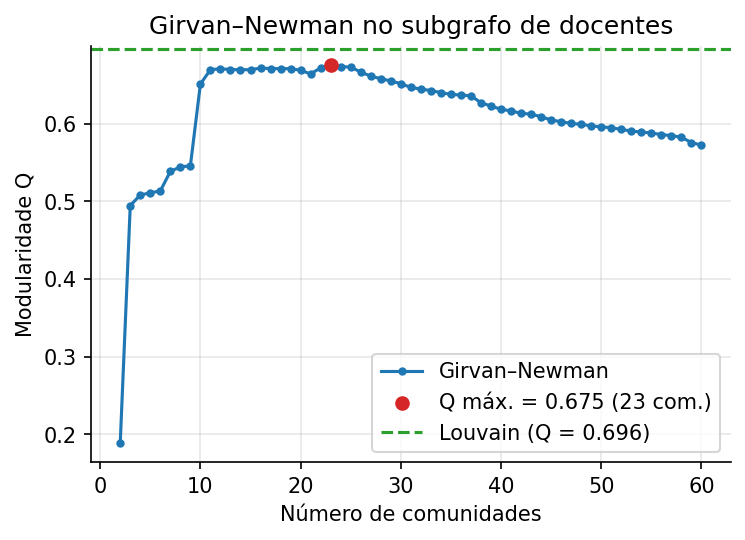 Girvan–Newman no subgrafo de docentes
Modularidade Q
0.6
0.5
0.4
0.3
0.2
0
10
20
30
40
50
60
Número de comunidades
Girvan–Newman
Q máx. = 0.675 (23 com.)
Louvain (Q = 0.696)